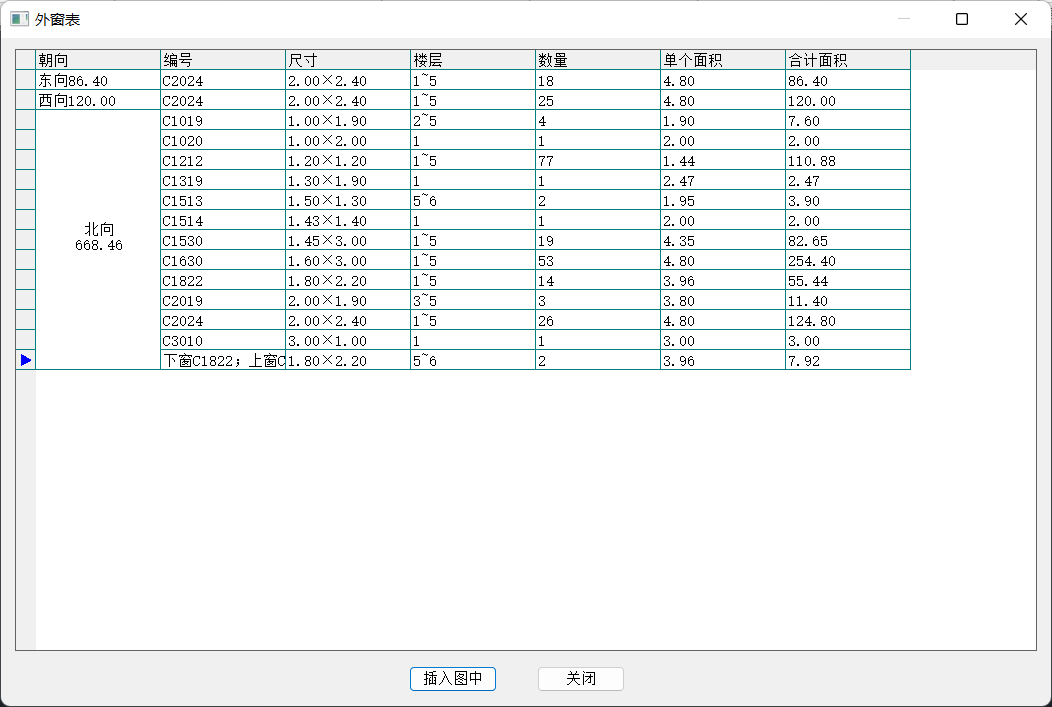 外窗表
朝向 编号 尺寸 楼层 数量 单个面积 合计面积
东向86.40 C2024 2.00×2.40 1~5 18 4.80 86.40
西向120.00 C2024 2.00×2.40 1~5 25 4.80 120.00
C1019 1.00×1.90 2~5 4 1.90 7.60
C1020 1.00×2.00 1 1 2.00 2.00
C1212 1.20×1.20 1~5 77 1.44 110.88
C1319 1.30×1.90 1 1 2.47 2.47
C1513 1.50×1.30 5~6 2 1.95 3.90
C1514 1.43×1.40 1 1 2.00 2.00
北向
668.46
C1530 1.45×3.00 1~5 19 4.35 82.65
C1630 1.60×3.00 1~5 53 4.80 254.40
C1822 1.80×2.20 1~5 14 3.96 55.44
C2019 2.00×1.90 3~5 3 3.80 11.40
C2024 2.00×2.40 1~5 26 4.80 124.80
C3010 3.00×1.00 1 1 3.00 3.00
下窗C1822; 上窗C 1.80×2.20 5~6 2 3.96 7.92
插入图中 关闭